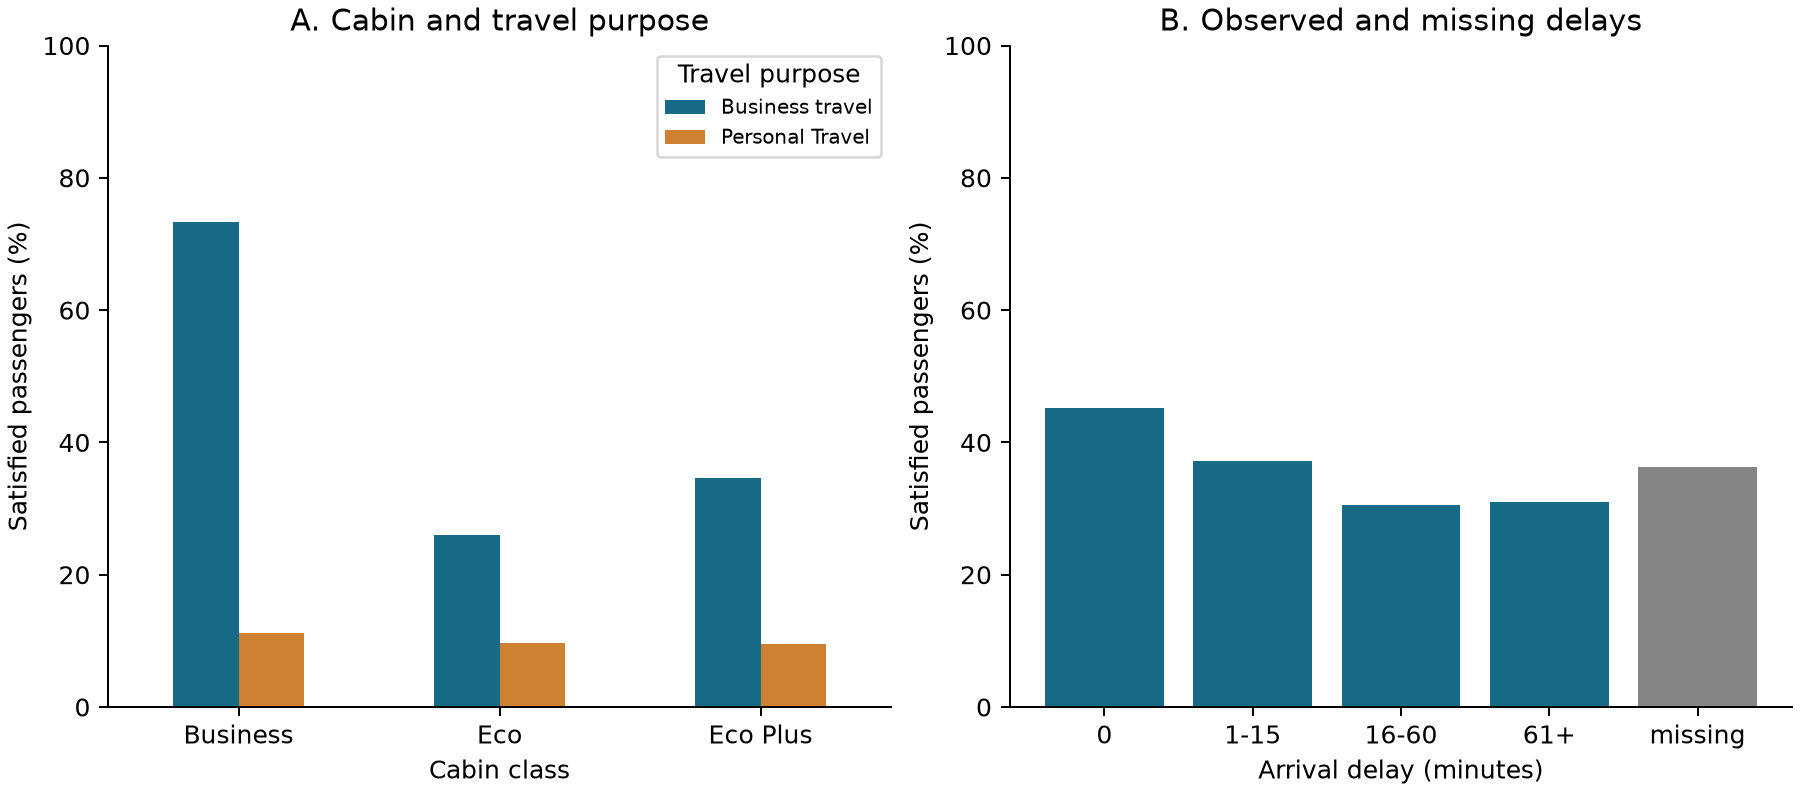 A. Cabin and travel purpose
Satisfied passengers (%)
100
80
60
40
20
0
Travel purpose
Business travel
Personal Travel
Business
Eco
Eco Plus
Cabin class
B. Observed and missing delays
Satisfied passengers (%)
100
80
60
40
20
0
0
1-15
16-60
61+
missing
Arrival delay (minutes)